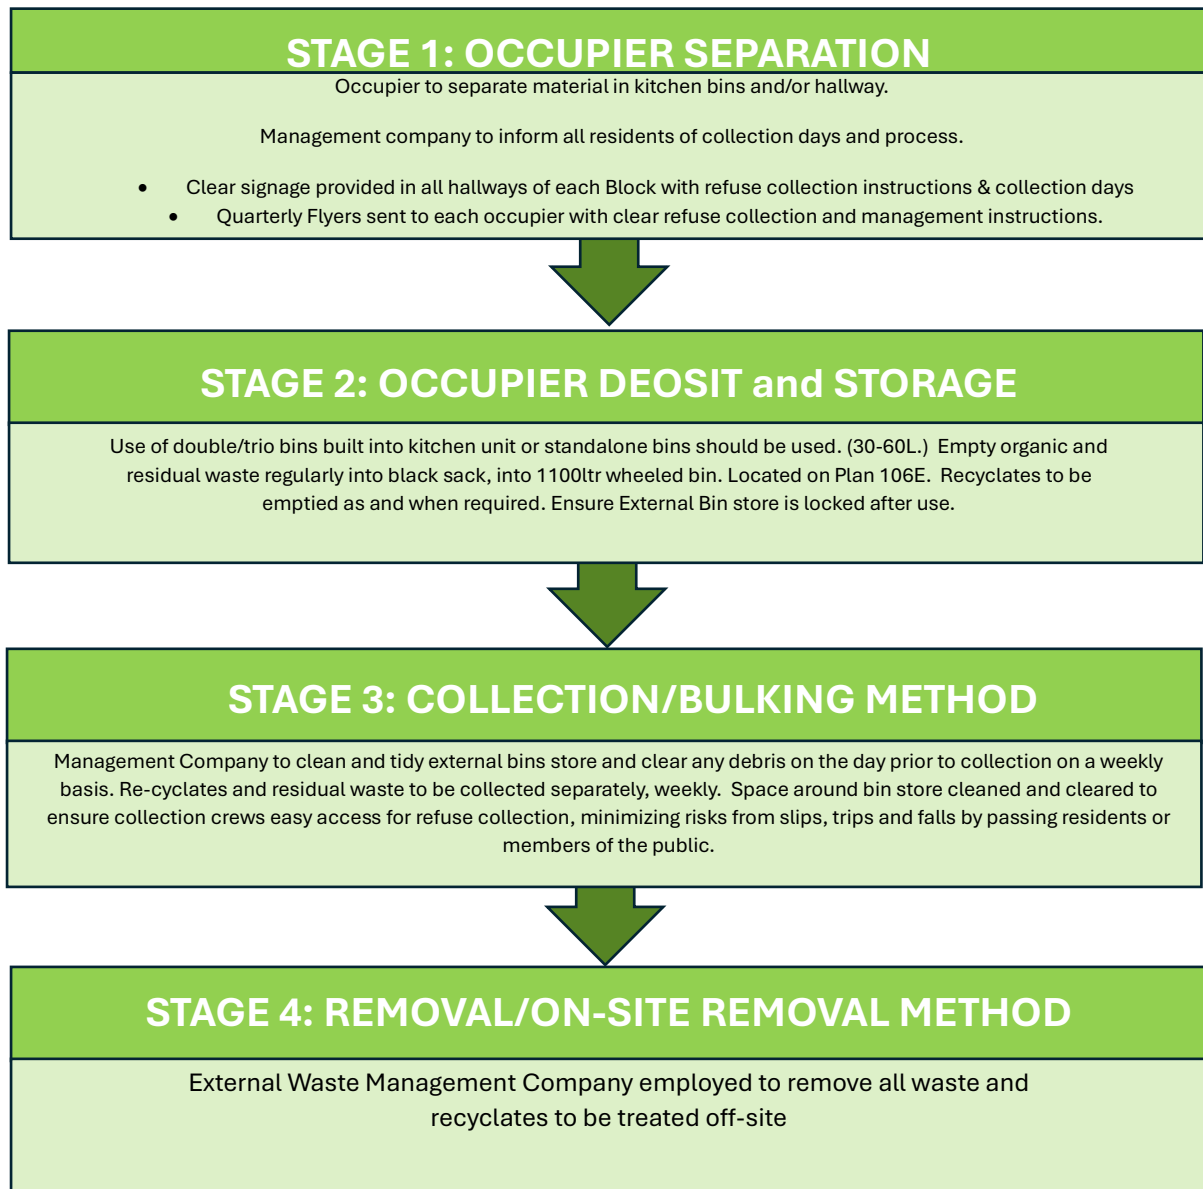 STAGE 1: OCCUPIER SEPARATION
Occupier to separate material in kitchen bins and/or hallway.
Management company to inform all residents of collection days and process.
• Clear signage provided in all hallways of each Block with refuse collection instructions & collection days
• Quarterly Flyers sent to each occupier with clear refuse collection and management instructions.
STAGE 2: OCCUPIER DEOSIT and STORAGE
Use of double/trio bins built into kitchen unit or standalone bins should be used. (30-60L.) Empty organic and
residual waste regularly into black sack, into 1100ltr wheeled bin. Located on Plan 106E. Recyclates to be
emptied as and when required. Ensure External Bin store is locked after use.
STAGE 3: COLLECTION/BULKING METHOD
Management Company to clean and tidy external bins store and clear any debris on the day prior to collection on a weekly
basis. Re-cyclates and residual waste to be collected separately, weekly. Space around bin store cleaned and cleared to
ensure collection crews easy access for refuse collection, minimizing risks from slips, trips and falls by passing residents or
members of the public.
STAGE 4: REMOVAL/ON-SITE REMOVAL METHOD
External Waste Management Company employed to remove all waste and
recyclates to be treated off-site